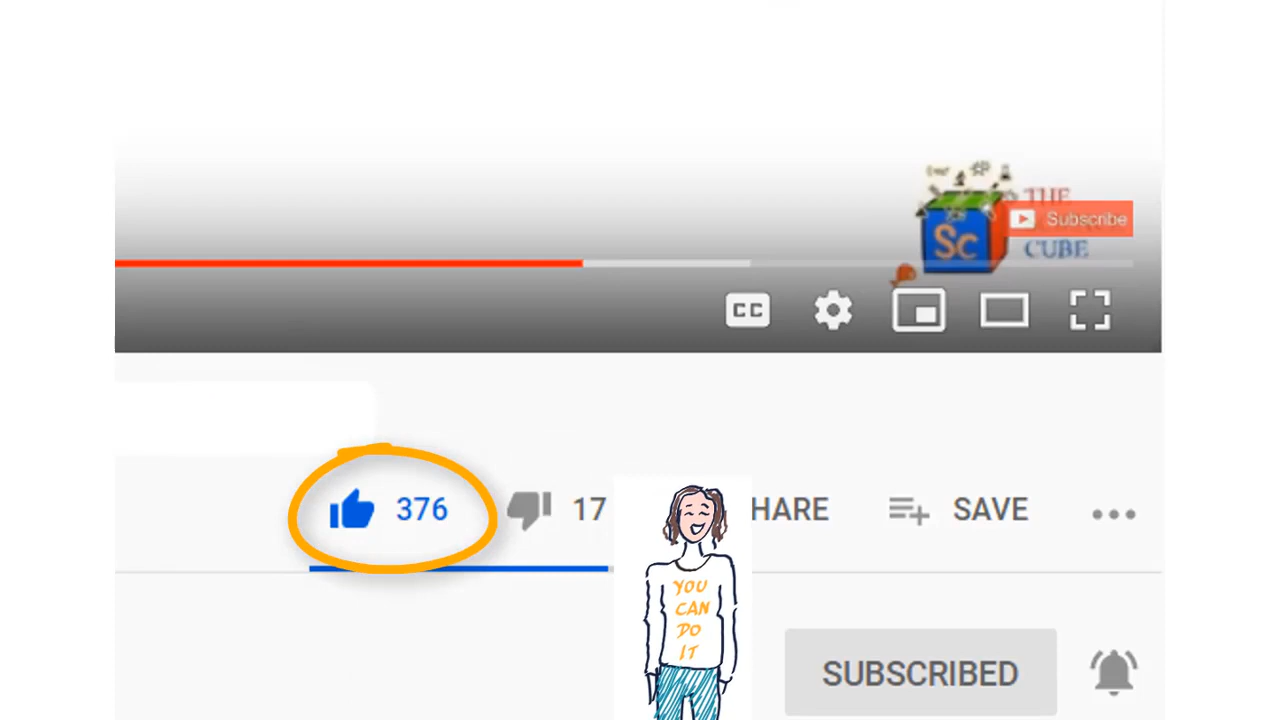 THE
Subscribe
Sc
CUBE
CC
376
17
HARE
SAVE
YOU
CAN
DO
IT
SUBSCRIBED